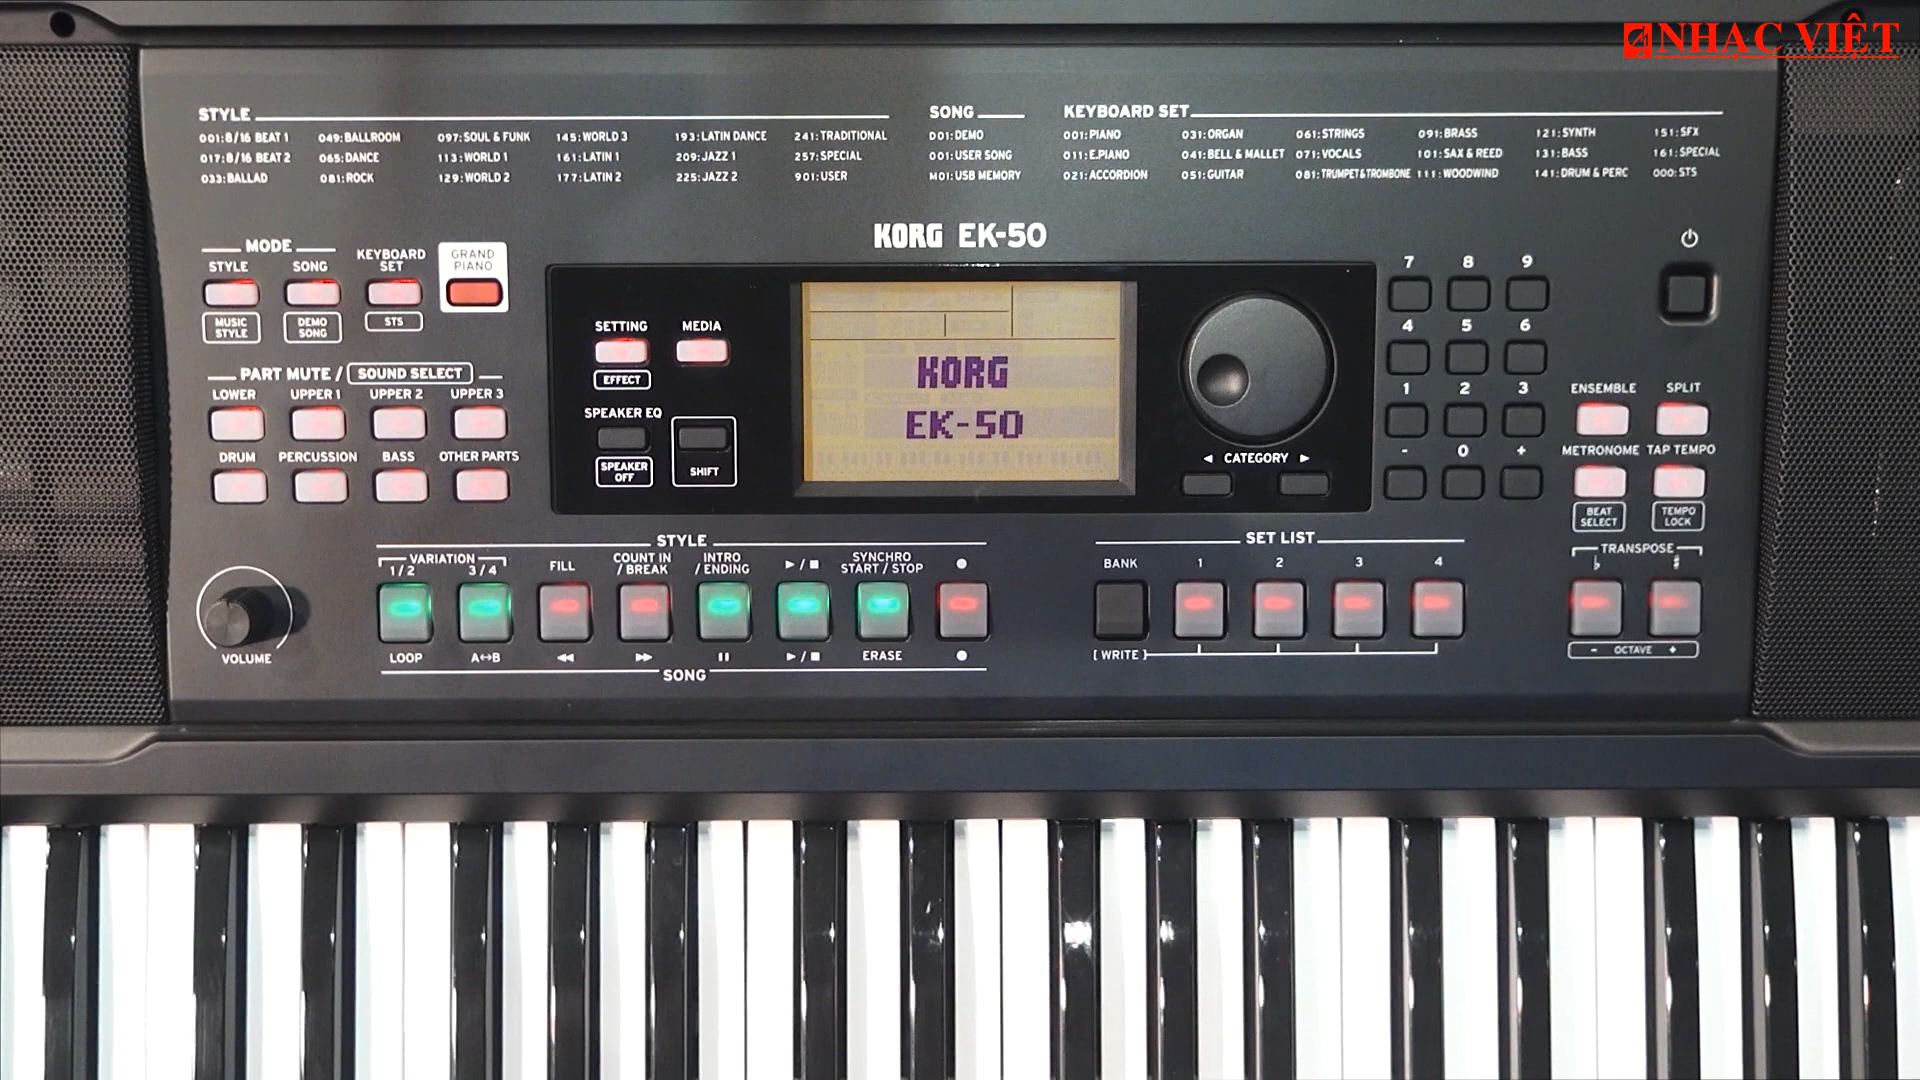 NHẠC VIỆT
STYLE
001:8/16 BEAT 1 049:BALLROOM 097:SOUL & FUNK 145:WORLD 3 193:LATIN DANCE 241:TRADITIONAL
017:8/16 BEAT 2 065:DANCE 113:WORLD 1 161:LATIN 1 209:JAZZ 1 257:SPECIAL
033:BALLAD 081:ROCK 129:WORLD 2 177:LATIN 2 225:JAZZ 2 901:USER
SONG
D01:DEMO
001:USER SONG
M01:USB MEMORY
KEYBOARD SET
001:PIANO 031:ORGAN 061:STRINGS 091:BRASS 121:SYNTH 151:SFX
011:E.PIANO 041:BELL & MALLET 071:VOCALS 101:SAX & REED 131:BASS 161:SPECIAL
021:ACCORDION 051:GUITAR 081:TRUMPET&TROMBONE 111:WOODWIND 141:DRUM & PERC 000:STS
KORG EK-50
MODE
STYLE SONG KEYBOARD
SET
GRAND
PIANO
MUSIC
STYLE
DEMO
SONG
STS
PART MUTE / SOUND SELECT
LOWER UPPER 1 UPPER 2 UPPER 3
DRUM PERCUSSION BASS OTHER PARTS
SETTING MEDIA
EFFECT
SPEAKER EQ
SPEAKER
OFF
SHIFT
KORG
EK-50
◄ CATEGORY ►
7 8 9
4 5 6
1 2 3
- 0 +
ENSEMBLE SPLIT
METRONOME TAP TEMPO
BEAT
SELECT
TEMPO
LOCK
TRANSPOSE
♭ ♯
- OCTAVE +
VOLUME
STYLE
VARIATION
1/2 3/4
FILL
COUNT IN
/ BREAK
INTRO
/ ENDING
►/■
SYNCHRO
START / STOP
●
LOOP A↔B ◄◄ ►► II ►/■ ERASE ●
SONG
SET LIST
BANK 1 2 3 4
[ WRITE ]